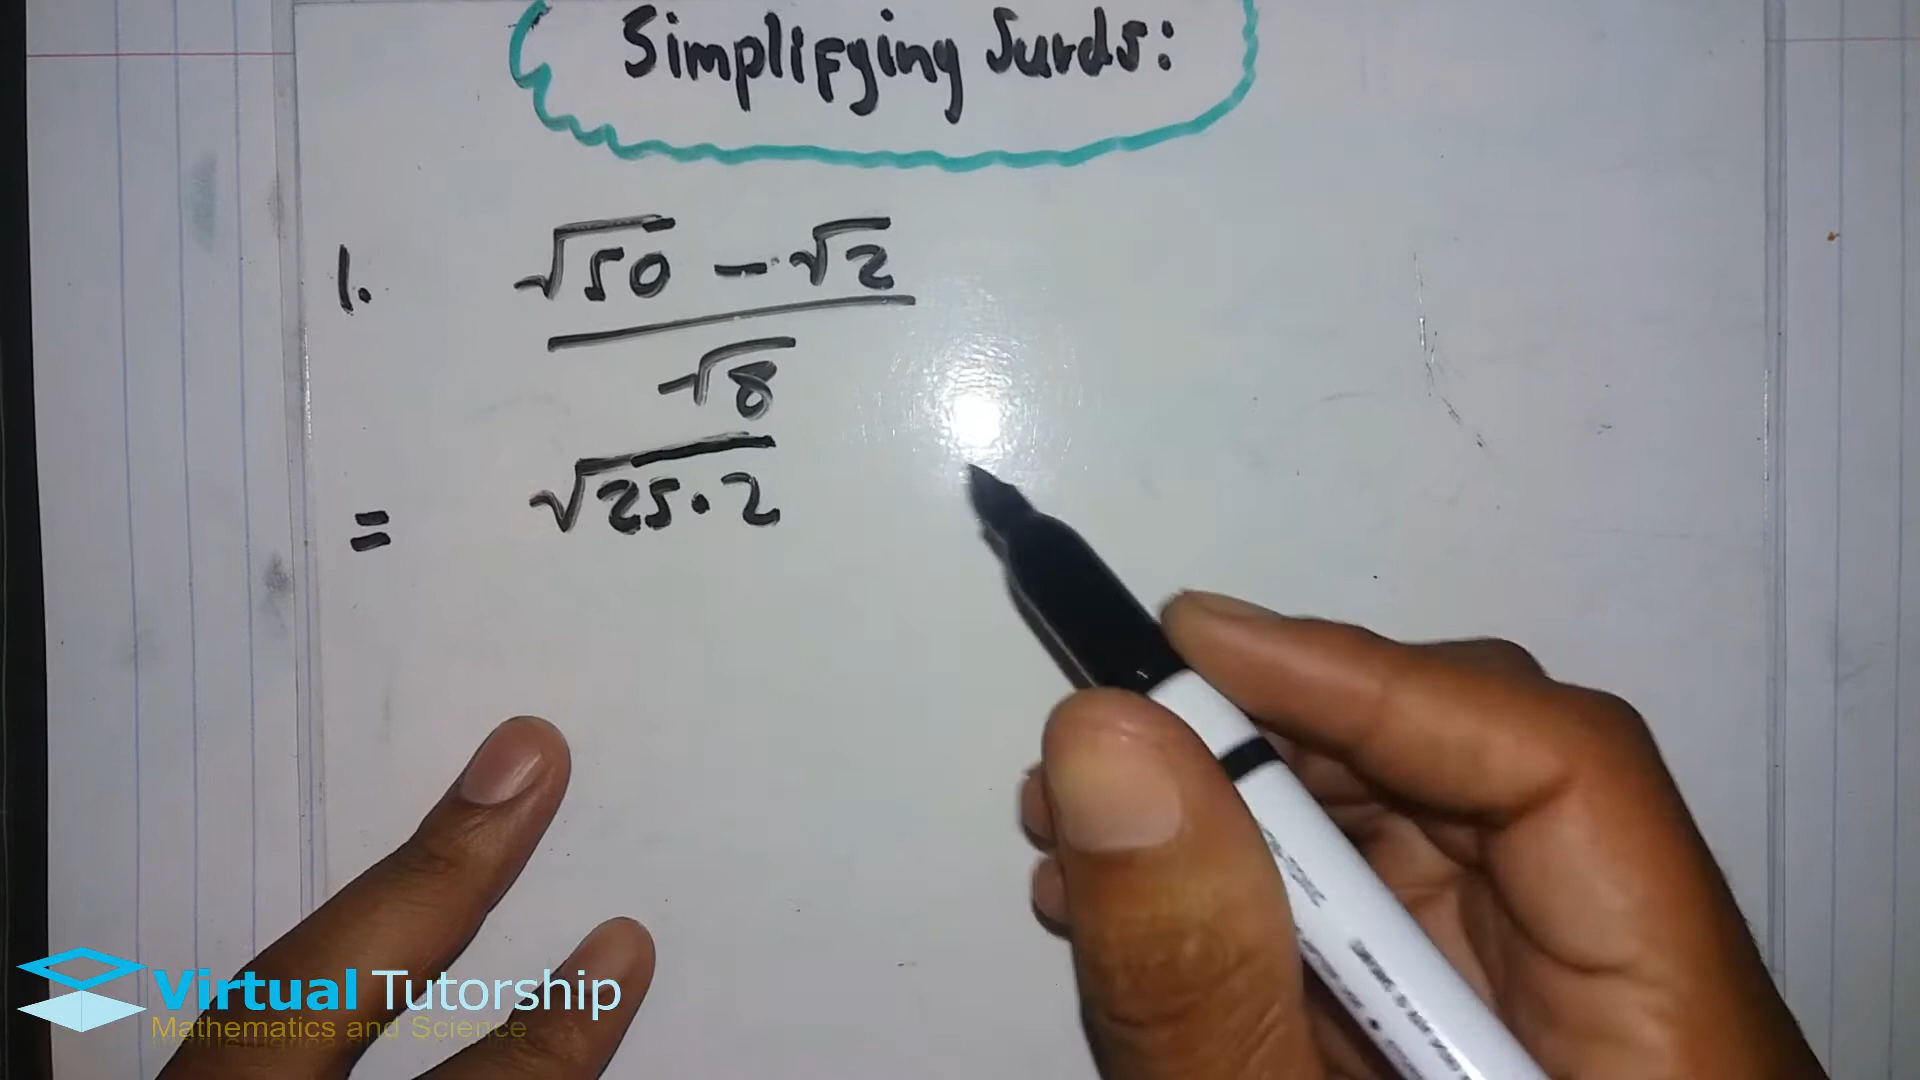 Simplifying Surds:
1. √50 − √2
√8
= √25·2
Virtual Tutorship
Mathematics and Science